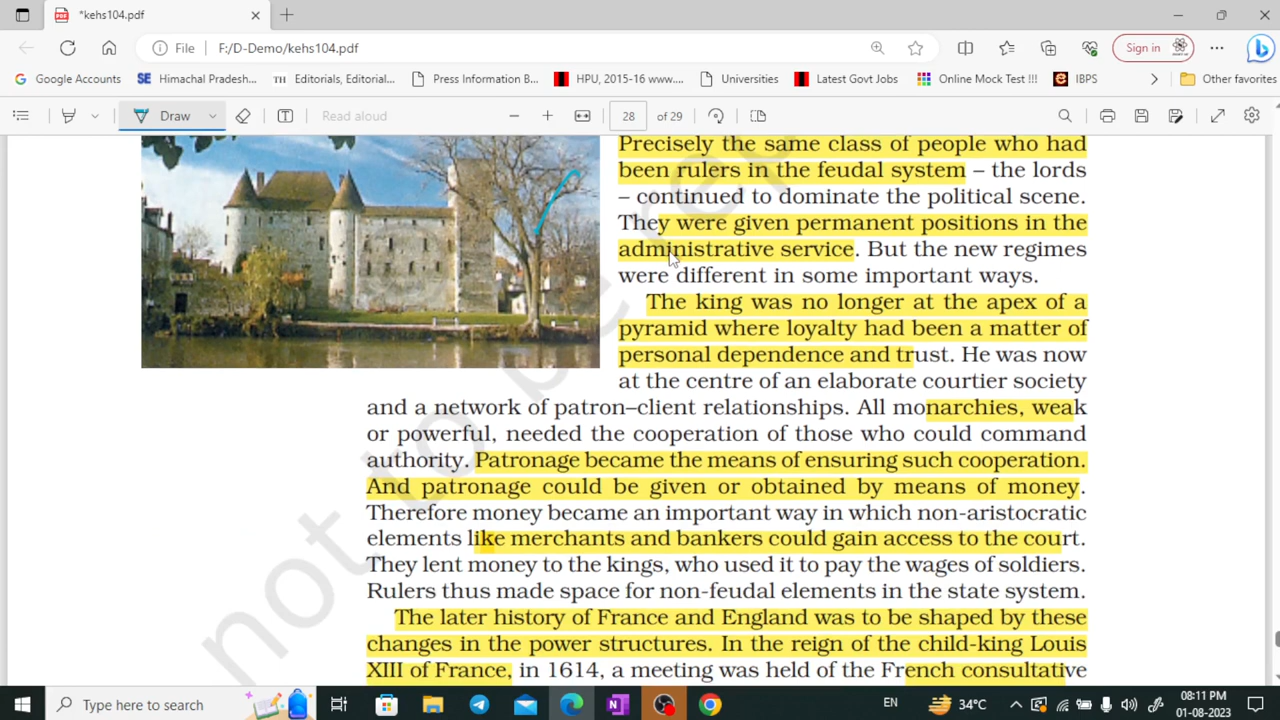 *kehs104.pdf
File F:/D-Demo/kehs104.pdf
Sign in
Google Accounts
SE Himachal Pradesh...
TH Editorials, Editorial...
Press Information B...
HPU, 2015-16 www....
Universities
Latest Govt Jobs
Online Mock Test !!!
IBPS
Other favorites
Draw
Read aloud
28 of 29
Precisely the same class of people who had
been rulers in the feudal system – the lords
– continued to dominate the political scene.
They were given permanent positions in the
administrative service. But the new regimes
were different in some important ways.
The king was no longer at the apex of a
pyramid where loyalty had been a matter of
personal dependence and trust. He was now
at the centre of an elaborate courtier society
and a network of patron–client relationships. All monarchies, weak
or powerful, needed the cooperation of those who could command
authority. Patronage became the means of ensuring such cooperation.
And patronage could be given or obtained by means of money.
Therefore money became an important way in which non-aristocratic
elements like merchants and bankers could gain access to the court.
They lent money to the kings, who used it to pay the wages of soldiers.
Rulers thus made space for non-feudal elements in the state system.
The later history of France and England was to be shaped by these
changes in the power structures. In the reign of the child-king Louis
XIII of France, in 1614, a meeting was held of the French consultative
not to be rep
Type here to search
34°C
EN
08:11 PM
01-08-2023